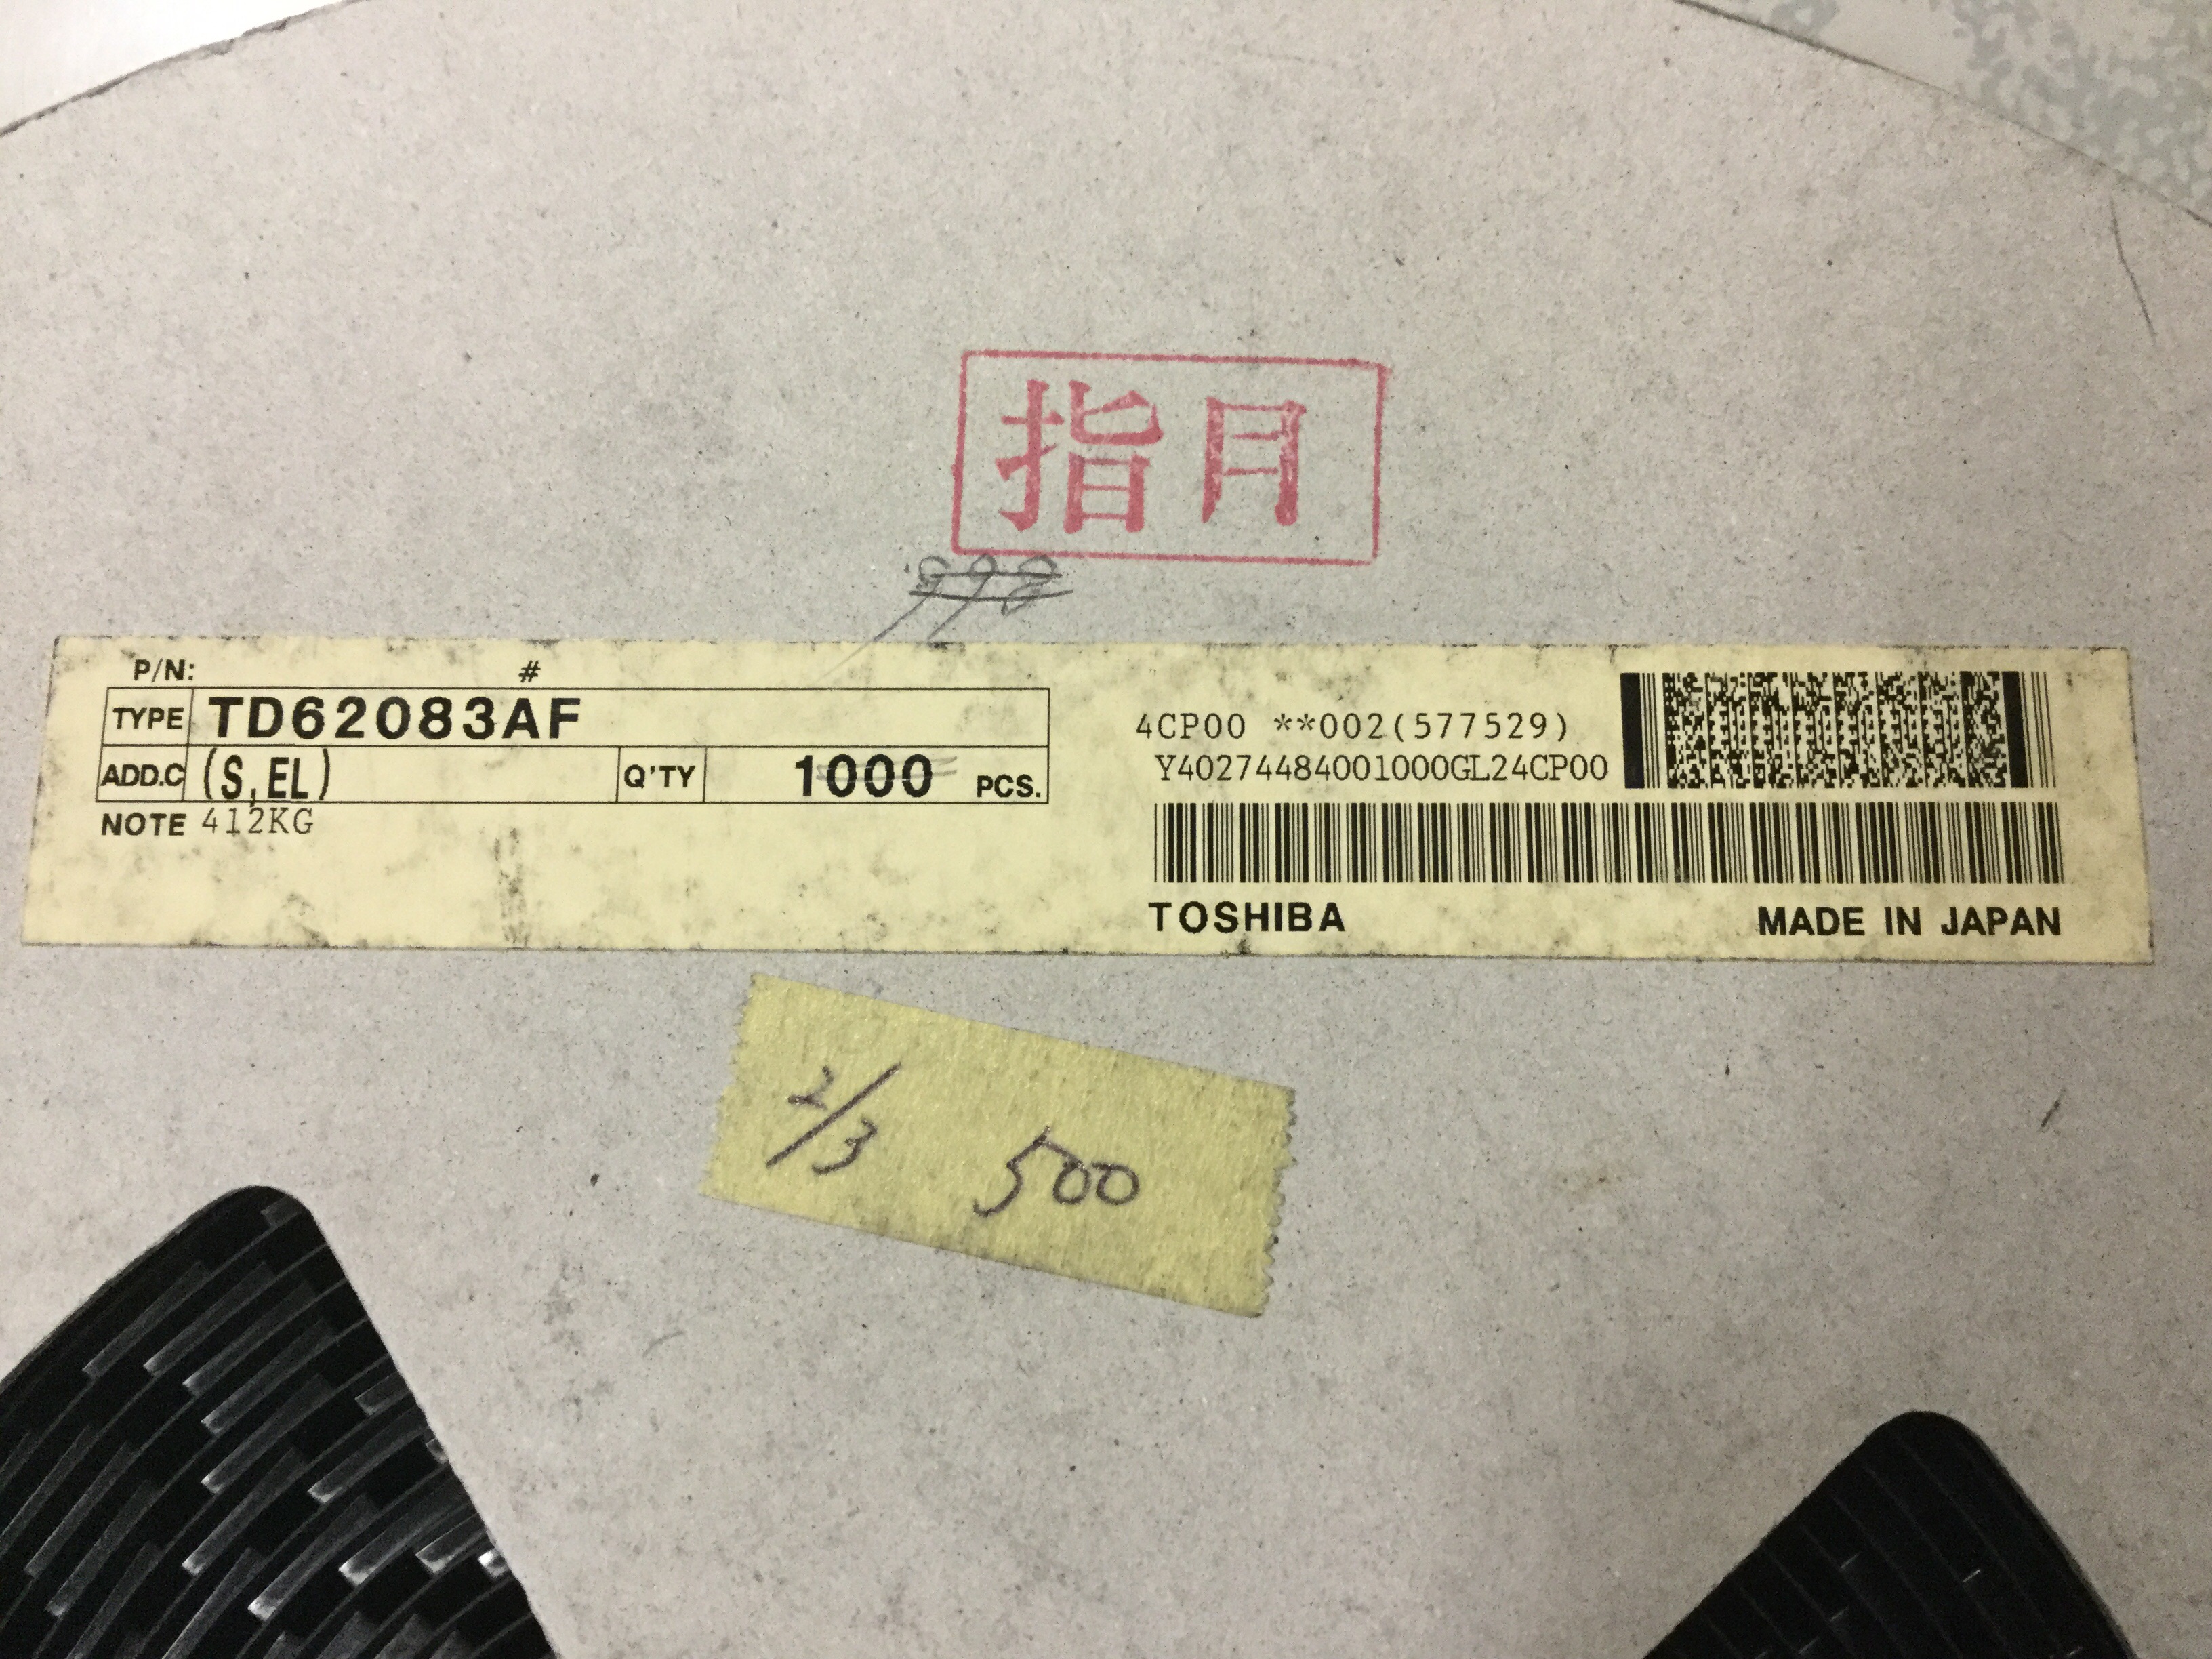 指月
998
P/N: #
TYPE TD62083AF
ADD.C (S,EL) Q'TY 1000 PCS.
NOTE 412KG
4CP00 **002(577529)
Y40274484001000GL24CP00
TOSHIBA MADE IN JAPAN
2/3 500